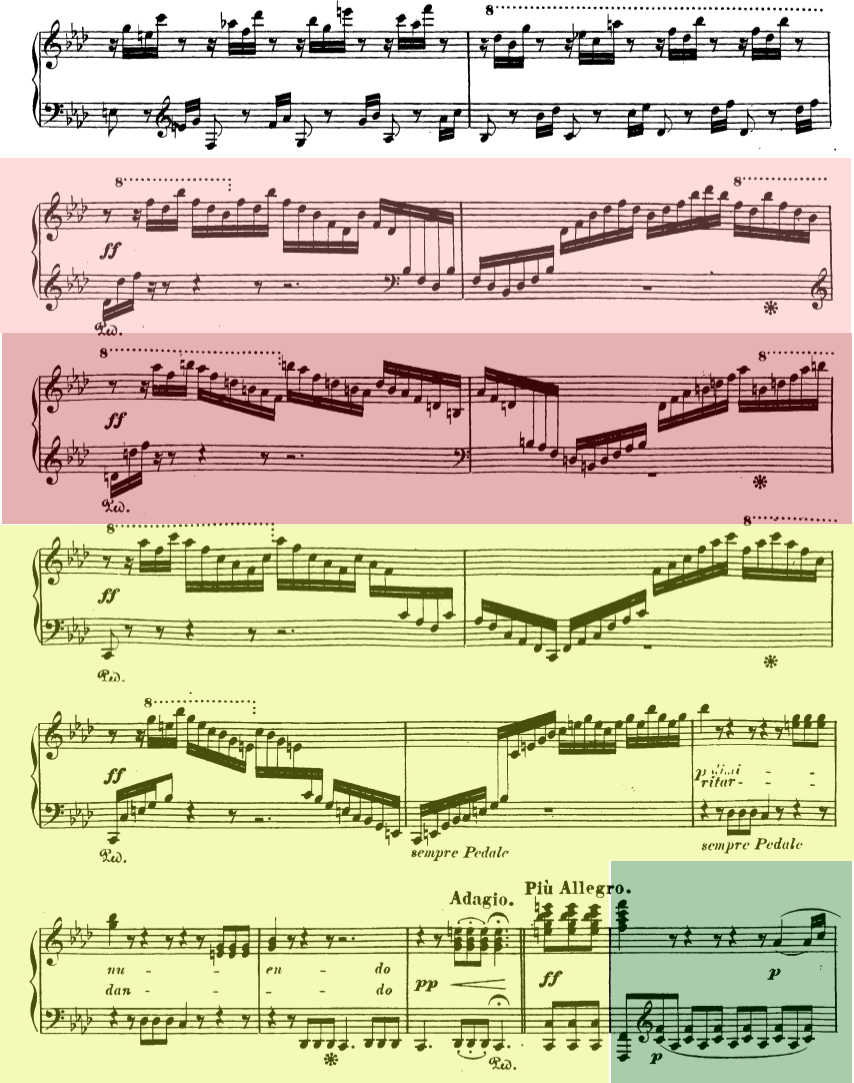 8
8
ff
Ped.
8
8
ff
Ped.
8
8
ff
Ped.
8
ff
Ped.
sempre Pedale
p dimi - -
ritar - -
sempre Pedale
Adagio. Più Allegro.
nu - - en - do
dan - - - do
pp ff p
Ped. p